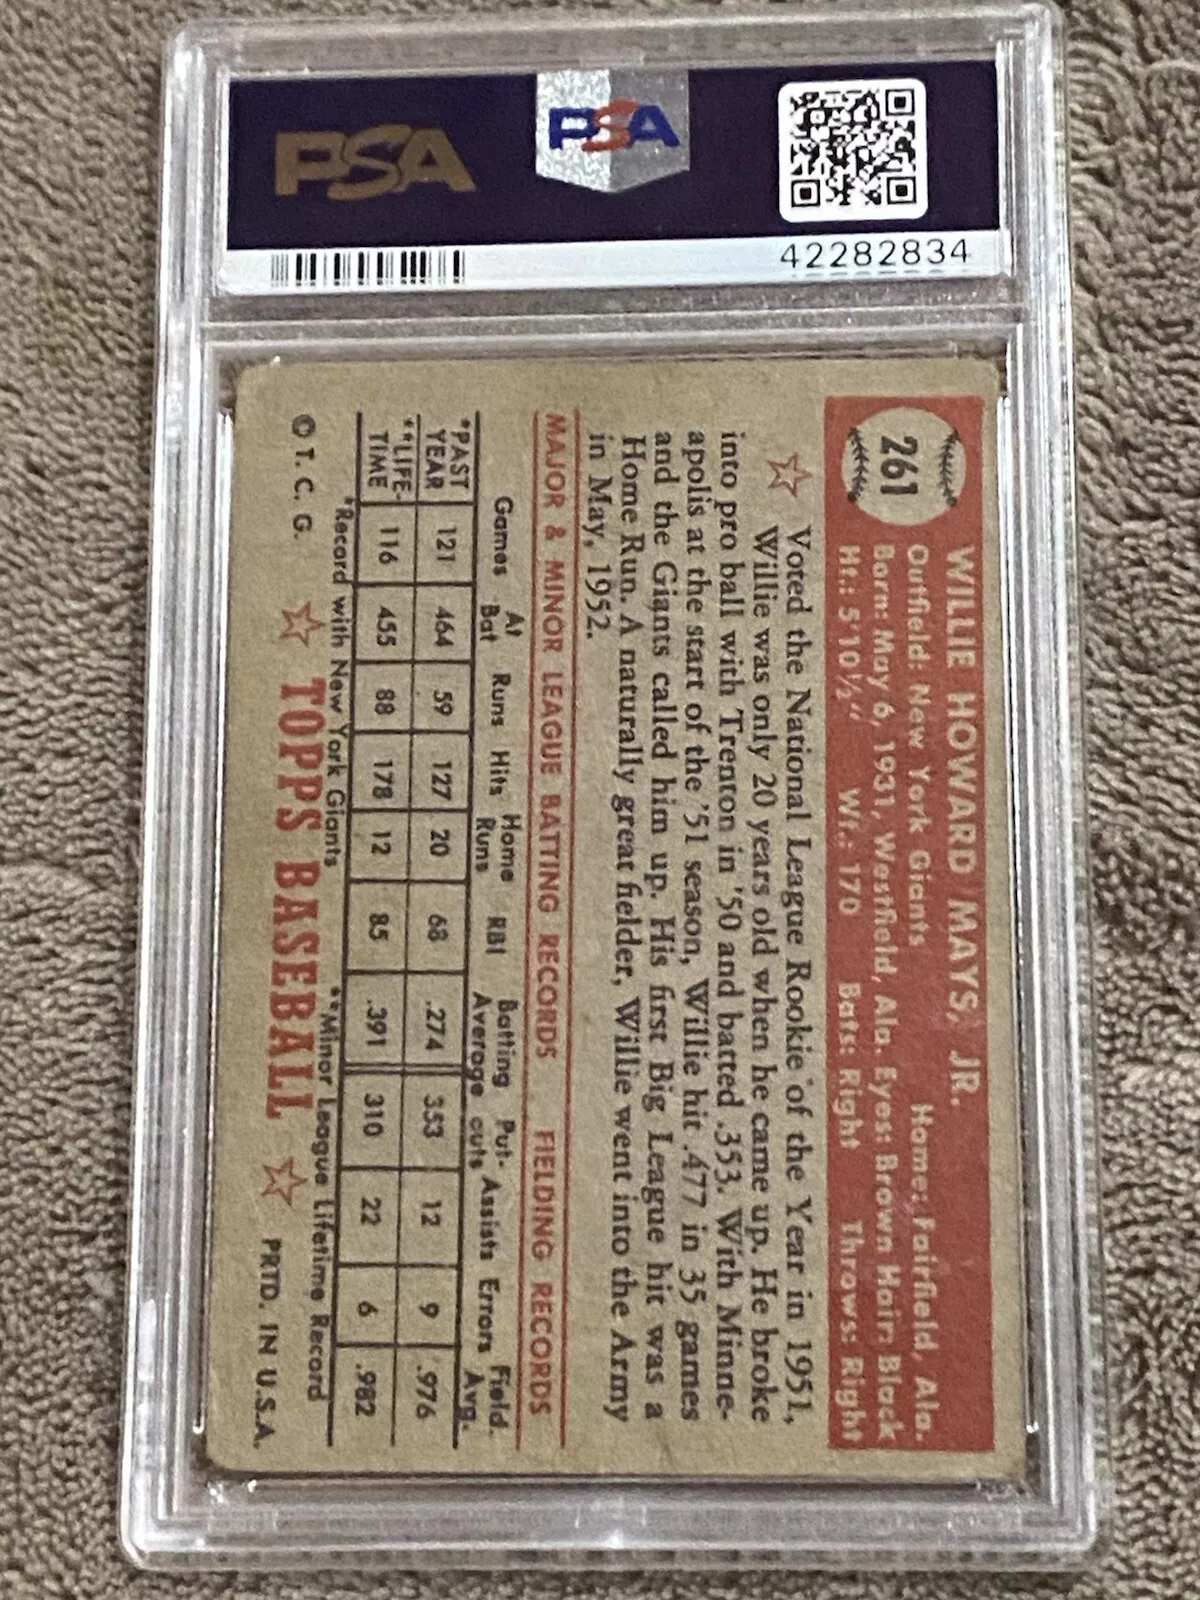 PSA
PSA
42282834
261
WILLIE HOWARD MAYS, JR.
Outfield: New York Giants Home: Fairfield, Ala.
Born: May 6, 1931, Westfield, Ala. Eyes: Brown Hair: Black
Ht.: 5'10½" Wt.: 170 Bats: Right Throws: Right
Voted the National League Rookie of the Year in 1951,
Willie was only 20 years old when he came up. He broke
into pro ball with Trenton in '50 and batted .353. With Minne-
apolis at the start of the '51 season, Willie hit .477 in 35 games
and the Giants called him up. His first Big League hit was a
Home Run. A naturally great fielder, Willie went into the Army
in May, 1952.
MAJOR & MINOR LEAGUE BATTING RECORDS FIELDING RECORDS
Games At Bat Runs Hits Home Runs RBI Batting Average Put-outs Assists Errors Field. Avg.
*PAST YEAR 121 464 59 127 20 68 .274 353 12 9 .976
**LIFE-TIME 116 455 88 178 12 85 .391 310 22 6 .982
*Record with New York Giants **Minor League Lifetime Record
© T. C. G. TOPPS BASEBALL PRTD. IN U.S.A.